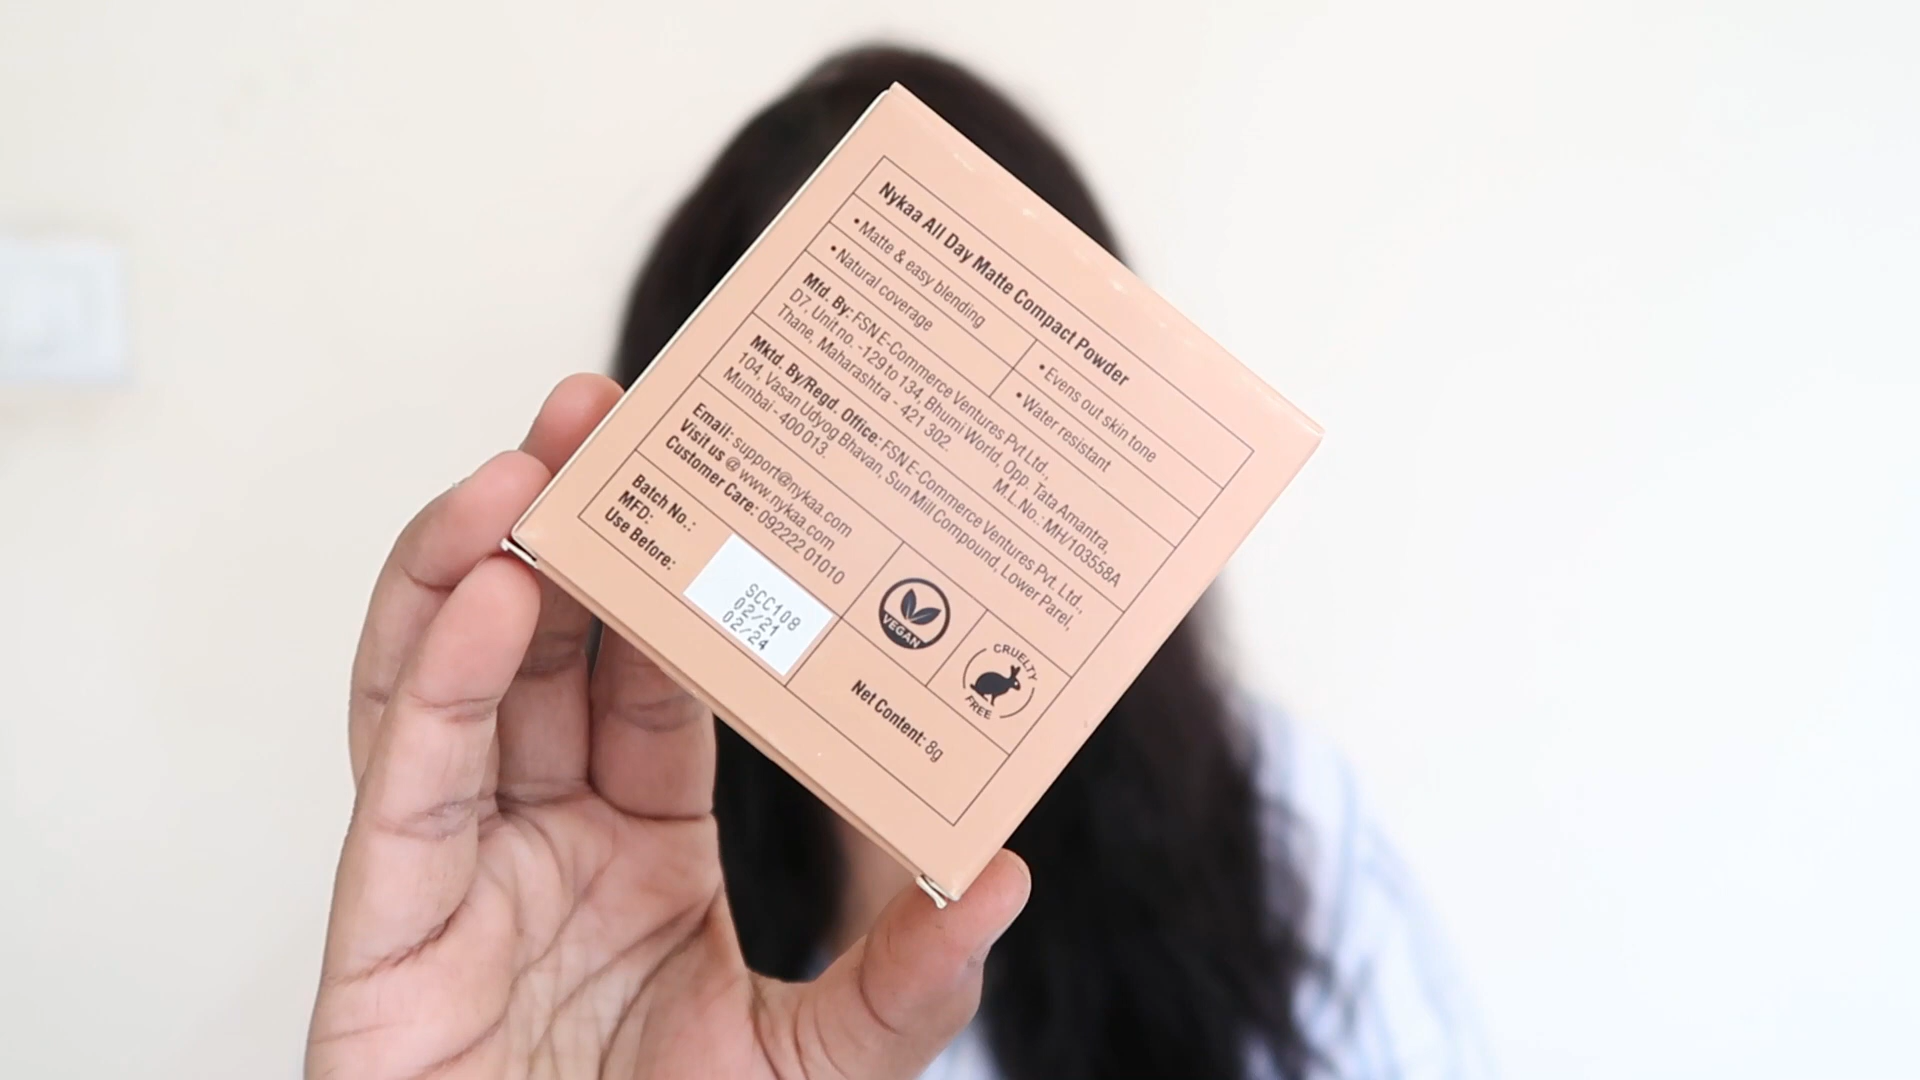 Nykaa All Day Matte Compact Powder
• Matte & easy blending
• Evens out skin tone
• Natural coverage
• Water resistant
Mfd. By: FSN E-Commerce Ventures Pvt Ltd.,
D7, Unit no. -129 to 134, Bhumi World, Opp. Tata Amantra,
Thane, Maharashtra - 421 302.
M.L.No.: MH/103558A
Mktd. By/Regd. Office: FSN E-Commerce Ventures Pvt. Ltd.,
104, Vasan Udyog Bhavan, Sun Mill Compound, Lower Parel,
Mumbai - 400 013.
Email: support@nykaa.com
Visit us @ www.nykaa.com
Customer Care: 092222 01010
Batch No.:
MFD:
Use Before:
SCC108
02/21
02/24
VEGAN
CRUELTY
FREE
Net Content: 8g